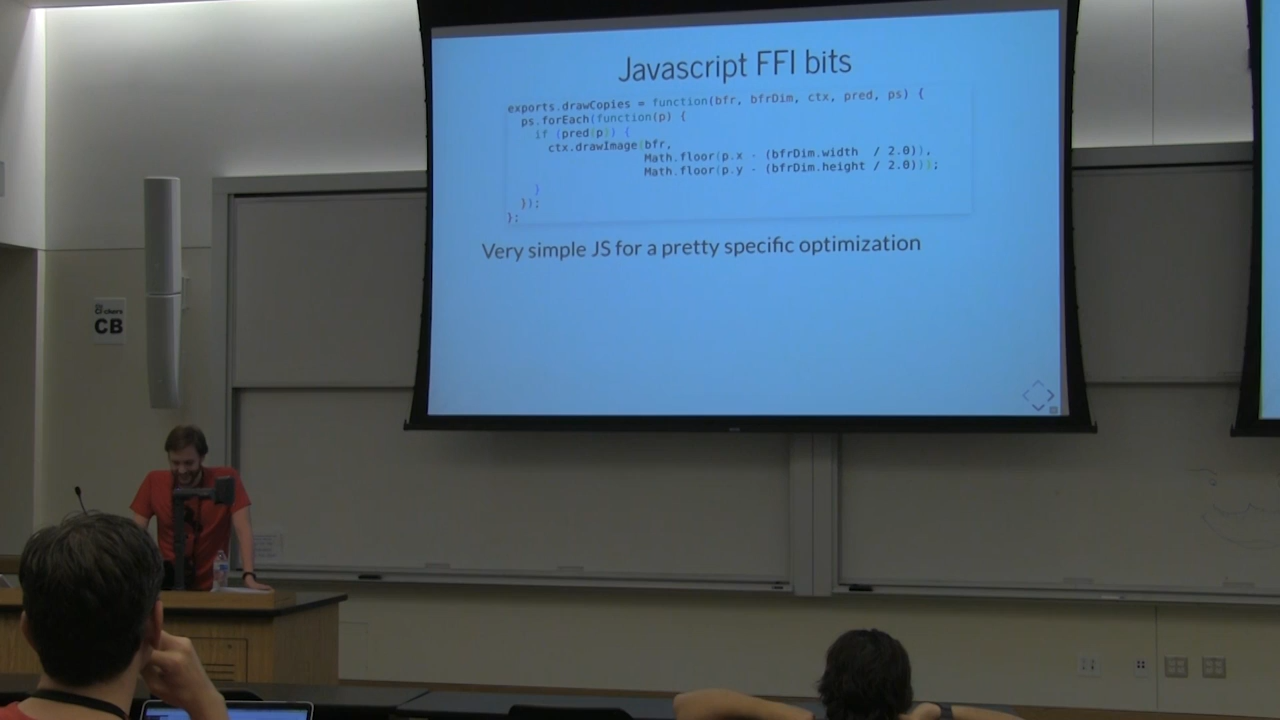 Javascript FFI bits
exports.drawCopies = function(bfr, bfrDim, ctx, pred, ps) {
ps.forEach(function(p) {
if (pred(p)) {
ctx.drawImage(bfr,
Math.floor(p.x - (bfrDim.width / 2.0)),
Math.floor(p.y - (bfrDim.height / 2.0)));
}
});
};
Very simple JS for a pretty specific optimization
CB